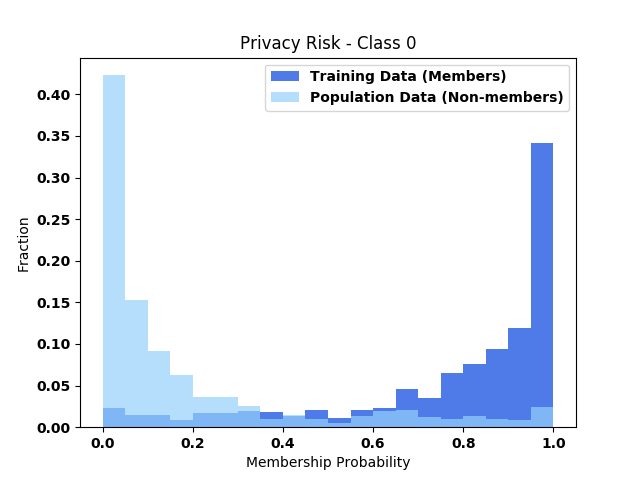 Privacy Risk - Class 0
Training Data (Members)
Population Data (Non-members)
Fraction
0.40
0.35
0.30
0.25
0.20
0.15
0.10
0.05
0.00
0.0 0.2 0.4 0.6 0.8 1.0
Membership Probability